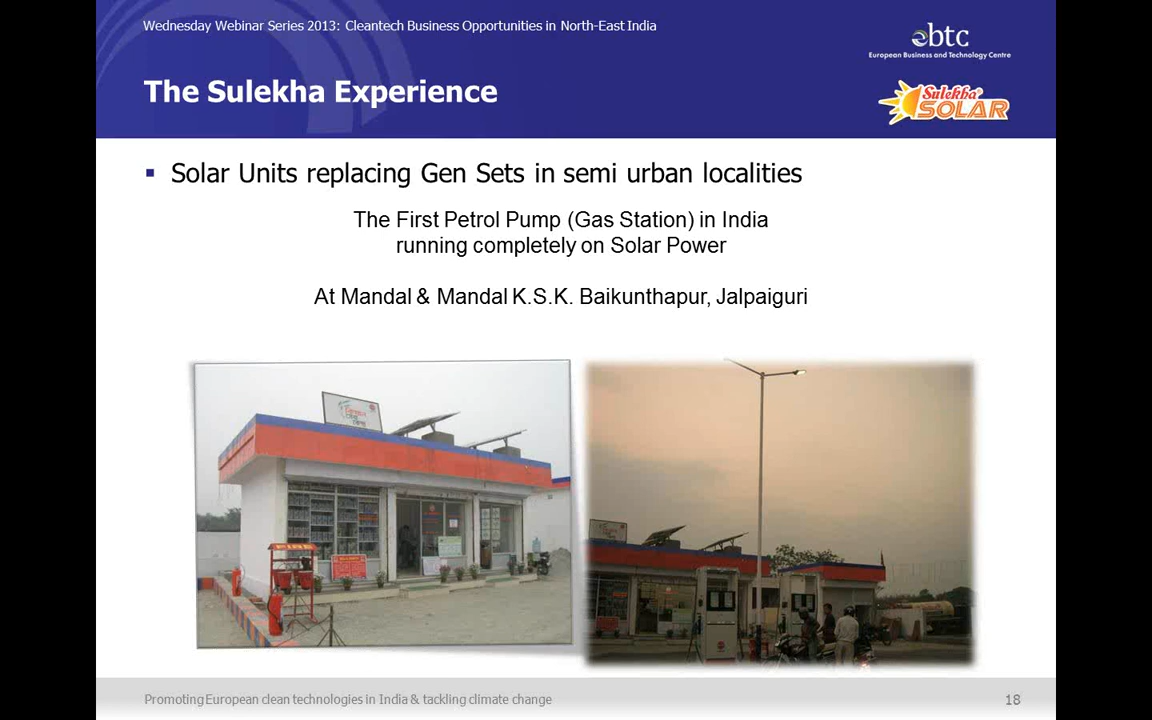 Wednesday Webinar Series 2013: Cleantech Business Opportunities in North-East India
ebtc
European Business and Technology Centre
The Sulekha Experience
Sulekha
SOLAR
Solar Units replacing Gen Sets in semi urban localities
The First Petrol Pump (Gas Station) in India
running completely on Solar Power
At Mandal & Mandal K.S.K. Baikunthapur, Jalpaiguri
FIRE
Promoting European clean technologies in India & tackling climate change
18